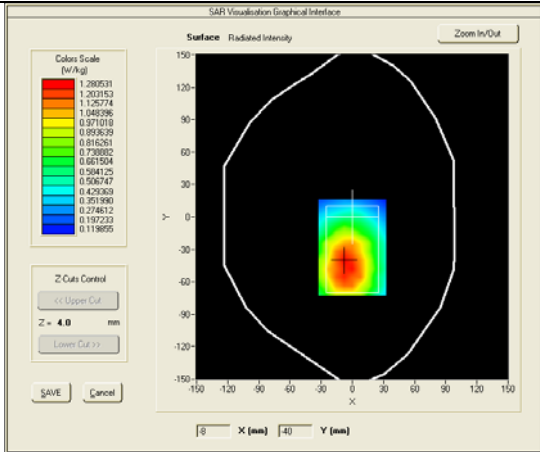 SAR Visualisation Graphical Interface
Surface Radiated Intensity
Zoom In/Out
Colors Scale
(W/kg)
1.280531
1.203153
1.125774
1.048396
0.971018
0.893639
0.816261
0.738882
0.661504
0.584125
0.506747
0.429369
0.351990
0.274612
0.197233
0.119855
150-
120-
90-
60-
30-
0-
-30-
-60-
-90-
-120-
-150-
Y
-150 -120 -90 -60 -30 0 30 60 90 120 150
X
Z Cuts Control
<< Upper Cut
Z = 4.0 mm
Lower Cut >>
SAVE Cancel
-8 X (mm) -40 Y (mm)